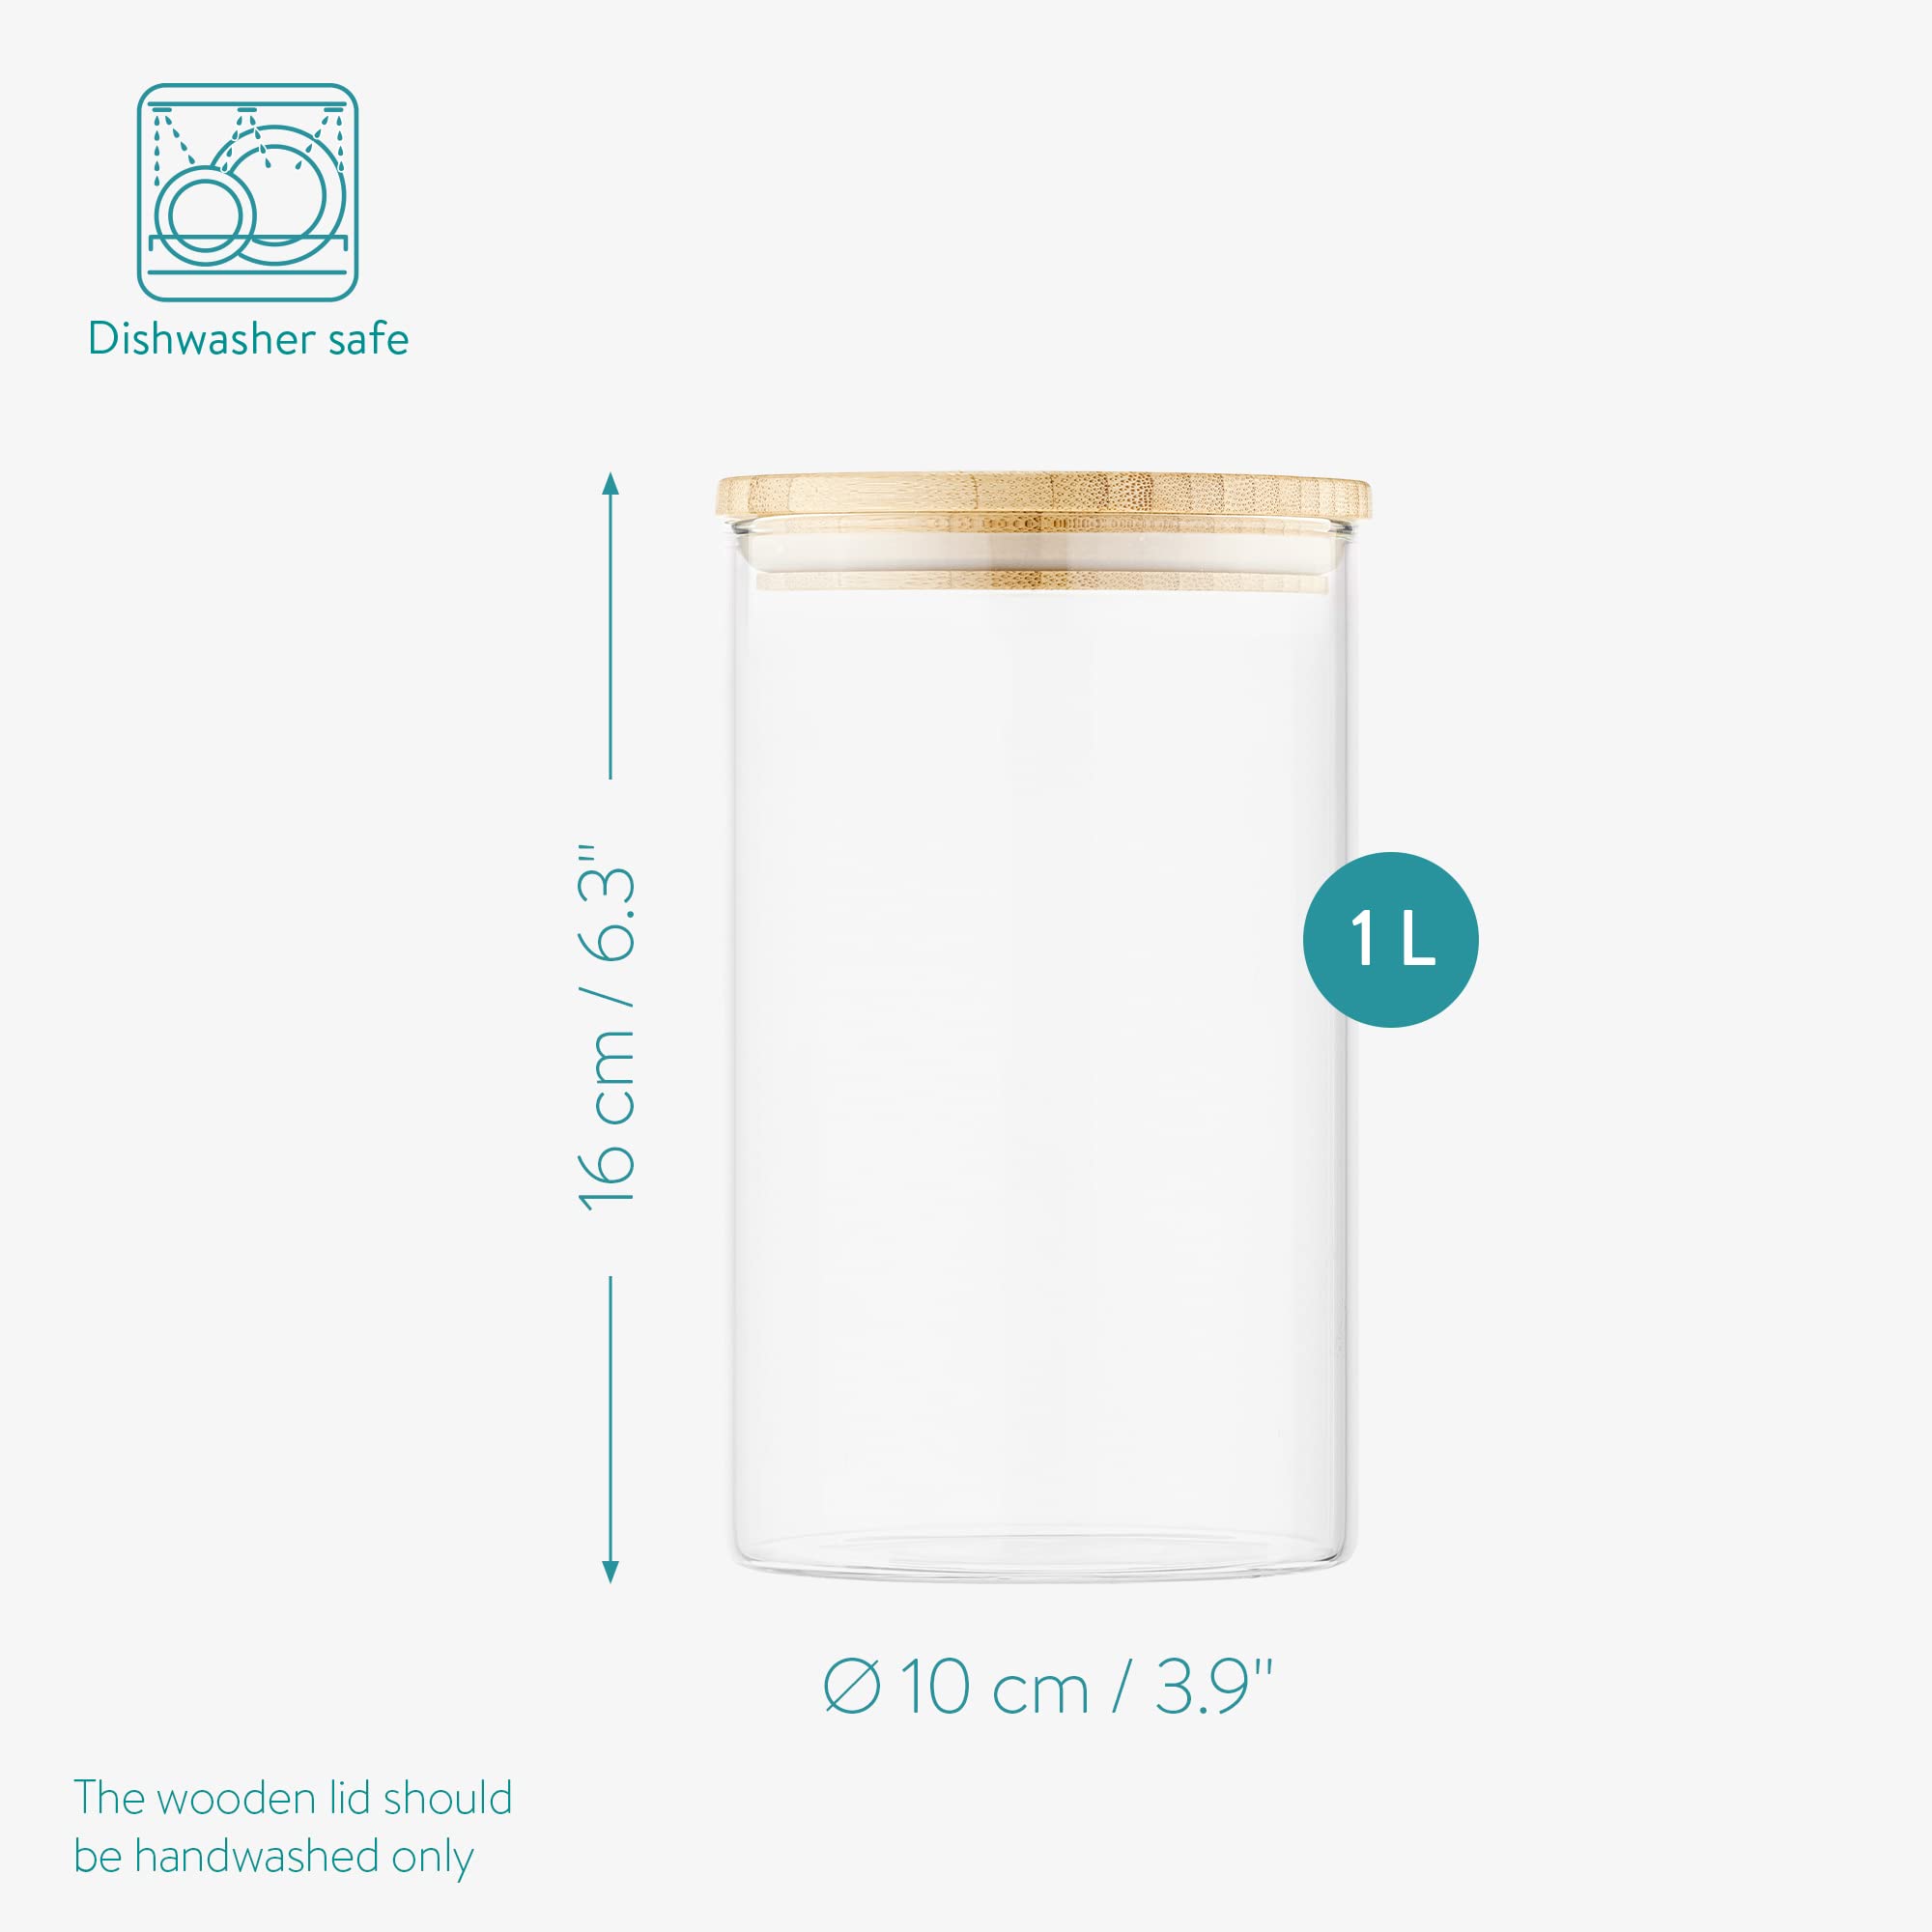 Dishwasher safe
16 cm / 6.3"
1 L
Ø 10 cm / 3.9"
The wooden lid should
be handwashed only